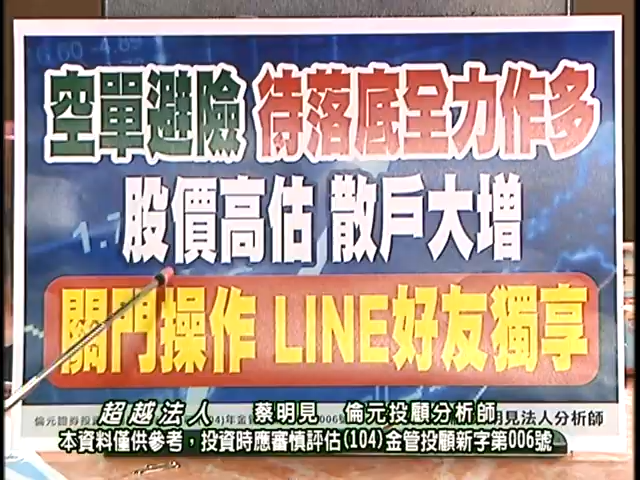 空單避險 待落底全力作多
股價高估 散戶大增
關門操作 LINE好友獨享
超越法人 蔡明見 倫元投顧分析師
本資料僅供參考，投資時應審慎評估(104)金管投顧新字第006號